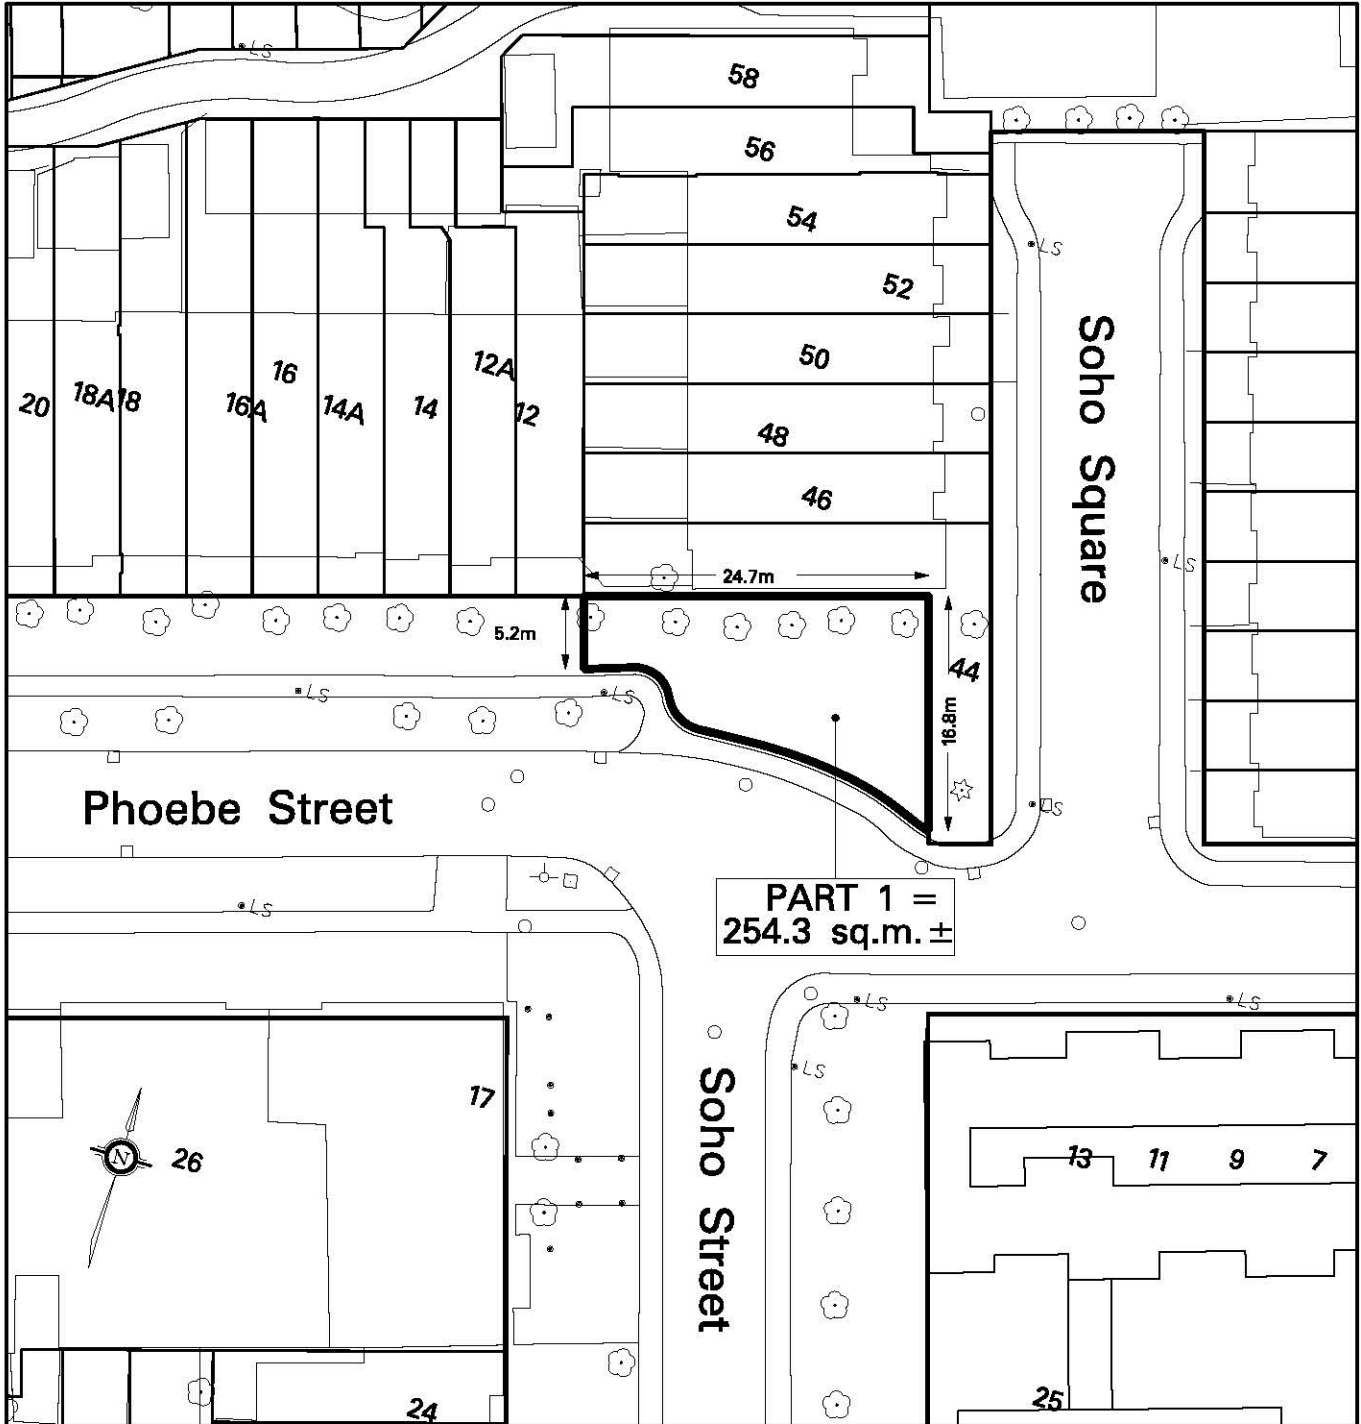 LS
58
56
54
LS
52
Soho Square
50
12A
16
18A
18
20
16A
14A
14
12
48
46
LS
24.7m
5.2m
44
LS
LS
16.8m
Phoebe Street
LS
LS
PART 1 =
254.3 sq.m. ±
LS
LS
LS
17
Soho Street
N
26
13
11
9
7
25
24